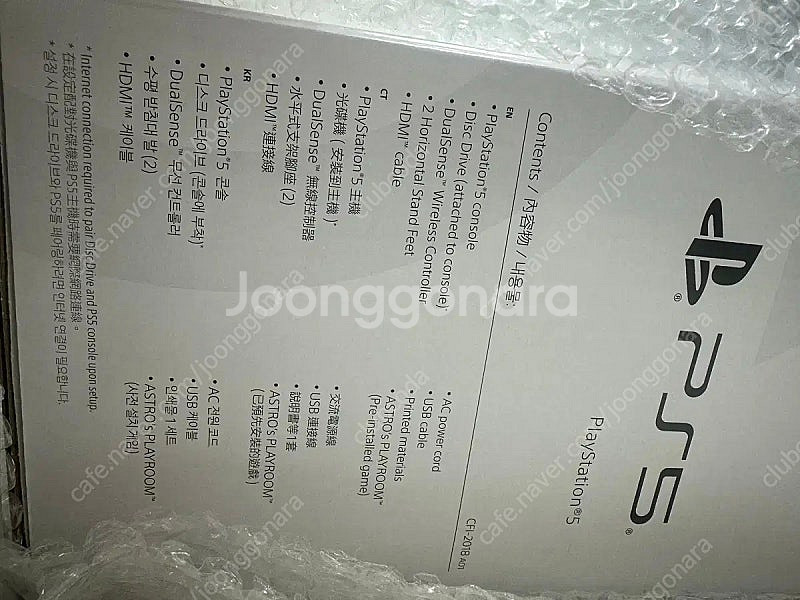 PS5
PlayStation®5
CFI-2018 A01
Contents / 內容物 / 내용물:
EN
• PlayStation®5 console
• Disc Drive (attached to console)*
• DualSense™ Wireless Controller
• 2 Horizontal Stand Feet
• HDMI™ cable
• AC power cord
• USB cable
• Printed materials
• ASTRO's PLAYROOM™
(Pre-installed game)
CT
• PlayStation®5 主機
• 光碟機 ( 安裝到主機 )*
• DualSense™ 無線控制器
• 水平式支架腳座 (2)
• HDMI™連接線
• 交流電源線
• USB 連接線
• 說明書等1套
• ASTRO's PLAYROOM™
(已預先安裝的遊戲 )
KR
• PlayStation®5 콘솔
• 디스크 드라이브 (콘솔에 부착)*
• DualSense™ 무선 컨트롤러
• 수평 받침대 발 (2)
• HDMI™ 케이블
• AC 전원코드
• USB 케이블
• 인쇄물 1 세트
• ASTRO's PLAYROOM™
(사전 설치 게임)
* Internet connection required to pair Disc Drive and PS5 console upon setup.
* 在設定配對光碟機與PS5主機時需要網際網路連線。
* 설정 시 디스크 드라이브와 PS5를 페어링하려면 인터넷 연결이 필요합니다.
Joonggonara
cafe.naver.com/joonggonara